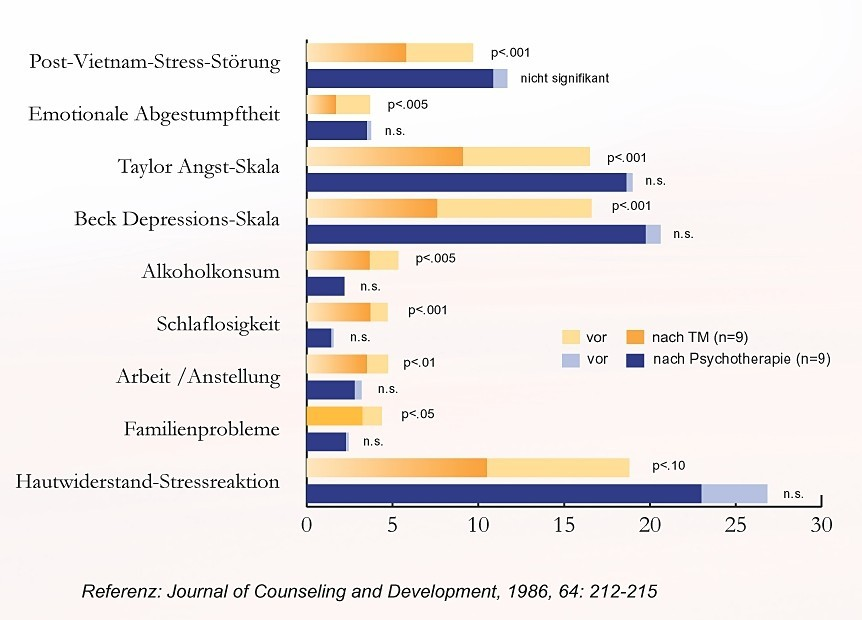 Post-Vietnam-Stress-Störung
p<.001
nicht signifikant
Emotionale Abgestumpftheit
p<.005
n.s.
Taylor Angst-Skala
p<.001
n.s.
Beck Depressions-Skala
p<.001
n.s.
Alkoholkonsum
p<.005
n.s.
Schlaflosigkeit
p<.001
n.s.
vor nach TM (n=9)
vor nach Psychotherapie (n=9)
Arbeit /Anstellung
p<.01
n.s.
Familienprobleme
p<.05
n.s.
Hautwiderstand-Stressreaktion
p<.10
n.s.
0 5 10 15 20 25 30
Referenz: Journal of Counseling and Development, 1986, 64: 212-215